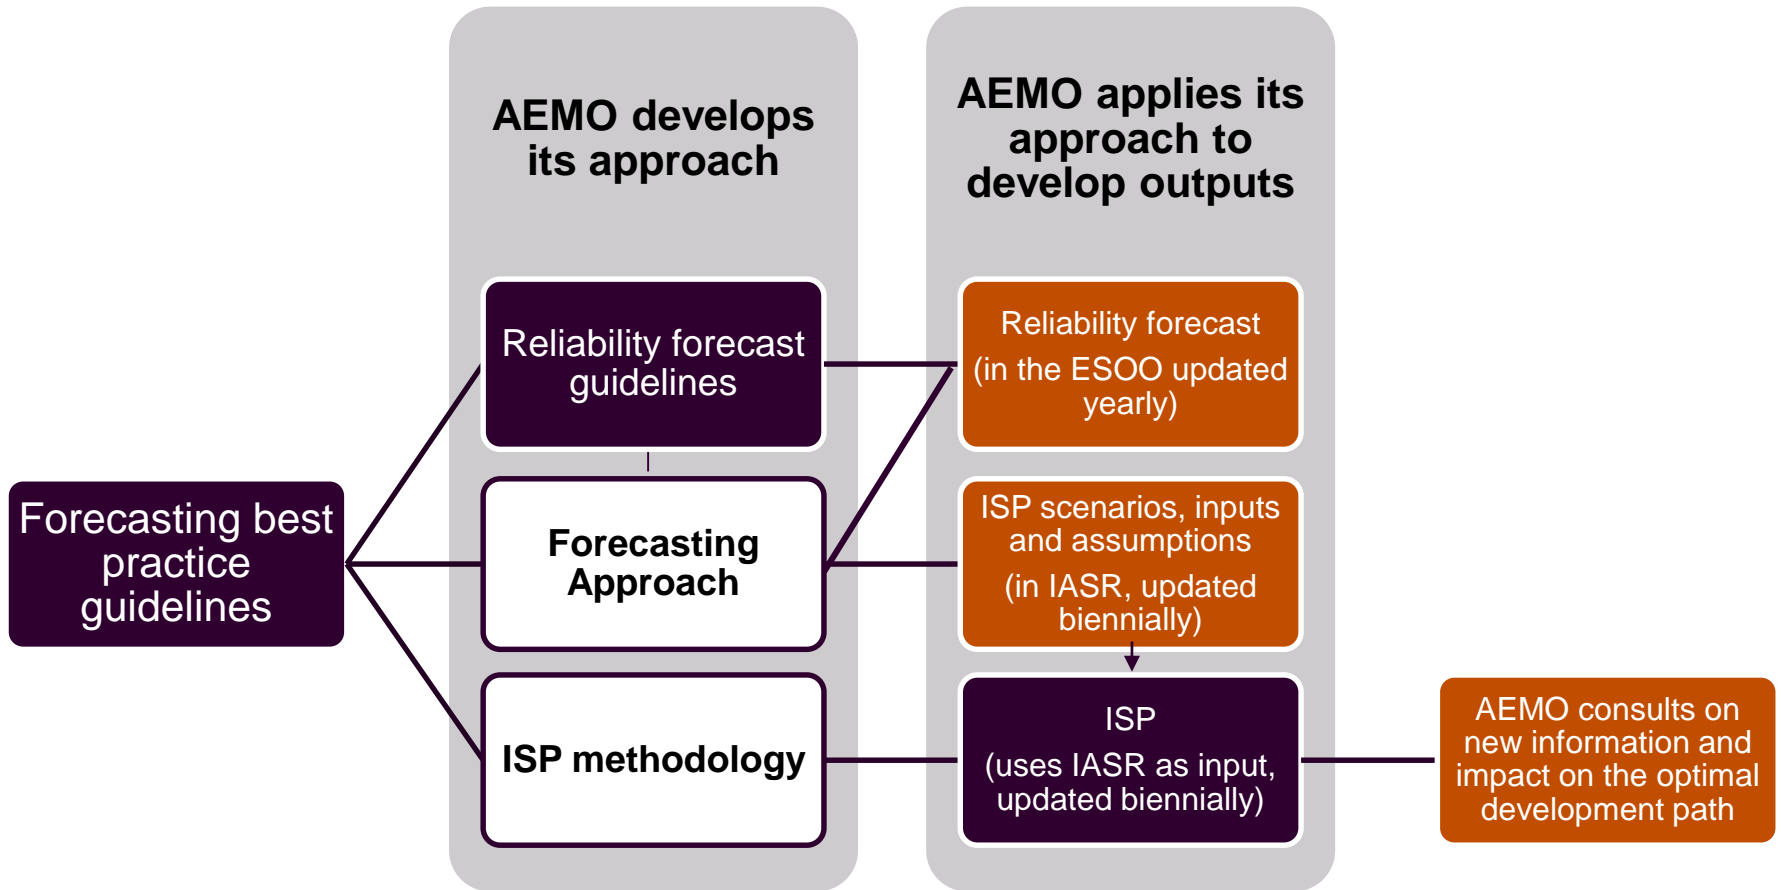 AEMO develops
its approach
AEMO applies its
approach to
develop outputs
Forecasting best
practice
guidelines
Reliability forecast
guidelines
Forecasting
Approach
ISP methodology
Reliability forecast
(in the ESOO updated
yearly)
ISP scenarios, inputs
and assumptions
(in IASR, updated
biennially)
ISP
(uses IASR as input,
updated biennially)
AEMO consults on
new information and
impact on the optimal
development path